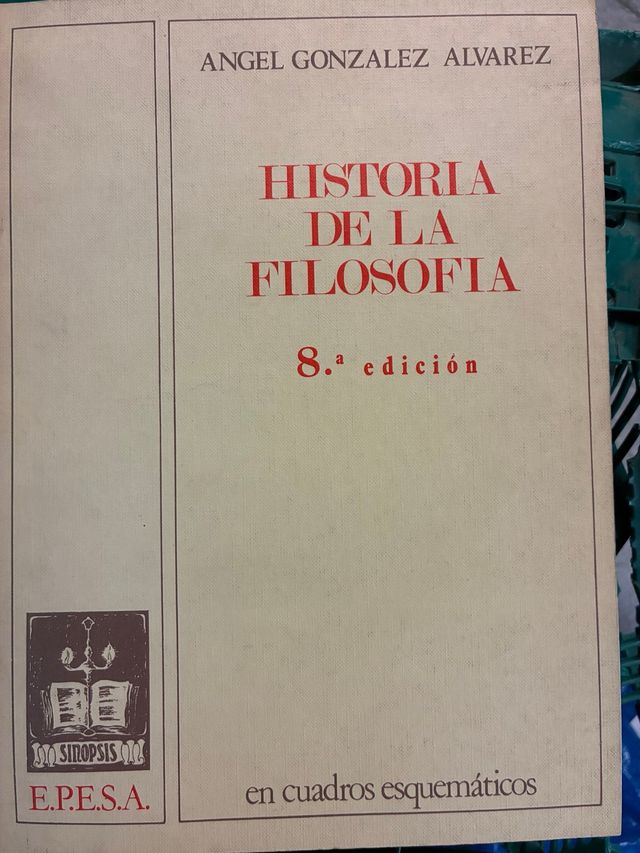 ANGEL GONZALEZ ALVAREZ
HISTORIA
DE LA
FILOSOFIA
8.ª edición
SINOPSIS
E.P.E.S.A.
en cuadros esquemáticos